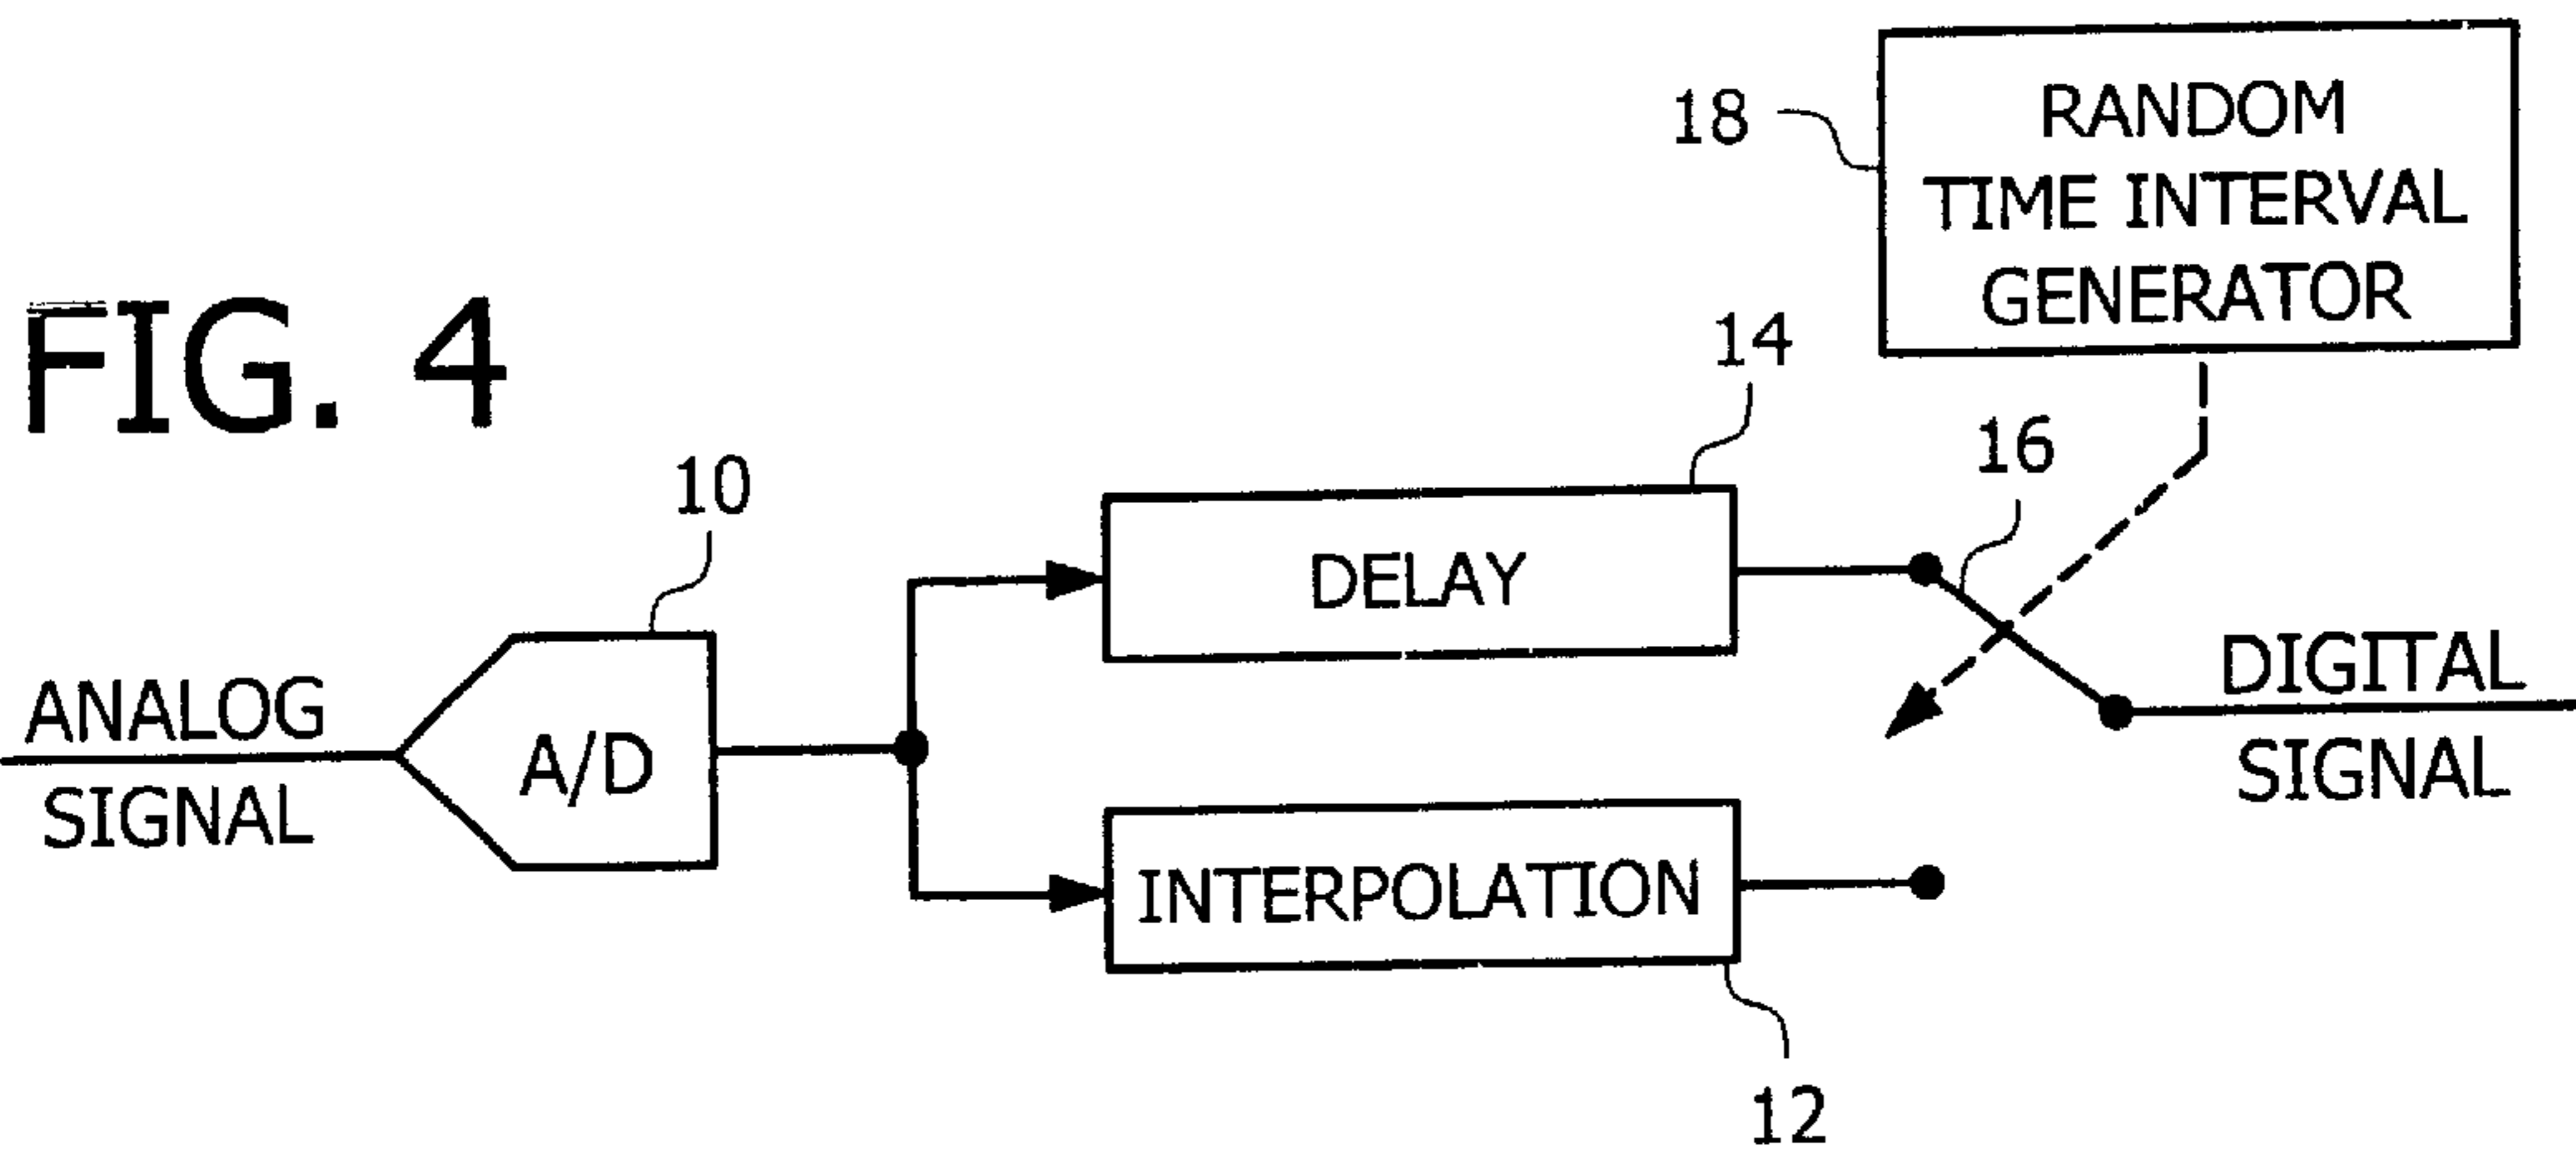 FIG. 4
18
RANDOM
TIME INTERVAL
GENERATOR
14
16
10
DELAY
ANALOG
SIGNAL
A/D
DIGITAL
SIGNAL
INTERPOLATION
12